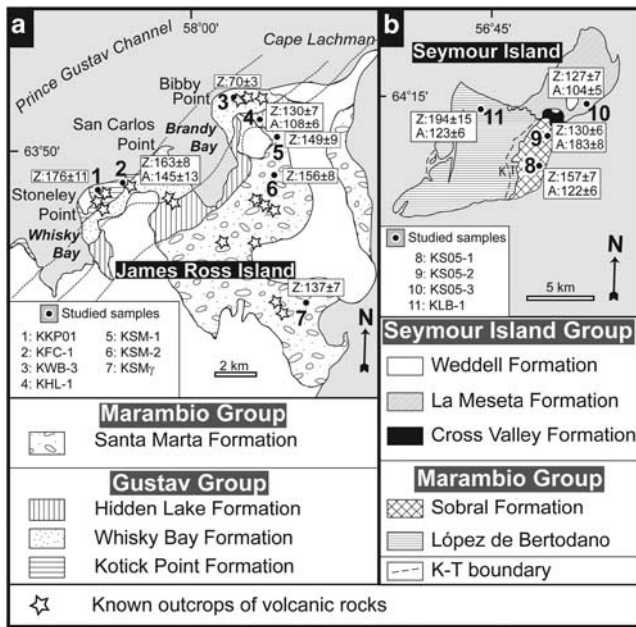 a
58°00'
Prince Gustav Channel
Cape Lachman
Bibby
Point
Z:70±3
3
4
Z:130±7
A:108±6
San Carlos
Point
Brandy
Bay
Z:149±9
5
63°50'
Z:176±11
1
2
Z:163±8
A:145±13
Z:156±8
6
Stoneley
Point
Whisky
Bay
James Ross Island
Z:137±7
7
N
Studied samples
1: KKP01
2: KFC-1
3: KWB-3
4: KHL-1
5: KSM-1
6: KSM-2
7: KSMγ
2 km
Marambio Group
Santa Marta Formation
Gustav Group
Hidden Lake Formation
Whisky Bay Formation
Kotick Point Formation
Known outcrops of volcanic rocks
b
56°45'
Seymour Island
64°15'
Z:127±7
A:104±5
10
Z:194±15
A:123±6
11
Z:130±6
A:183±8
9
K-T
8
Z:157±7
A:122±6
Studied samples
8: KS05-1
9: KS05-2
10: KS05-3
11: KLB-1
N
5 km
Seymour Island Group
Weddell Formation
La Meseta Formation
Cross Valley Formation
Marambio Group
Sobral Formation
López de Bertodano
K-T boundary